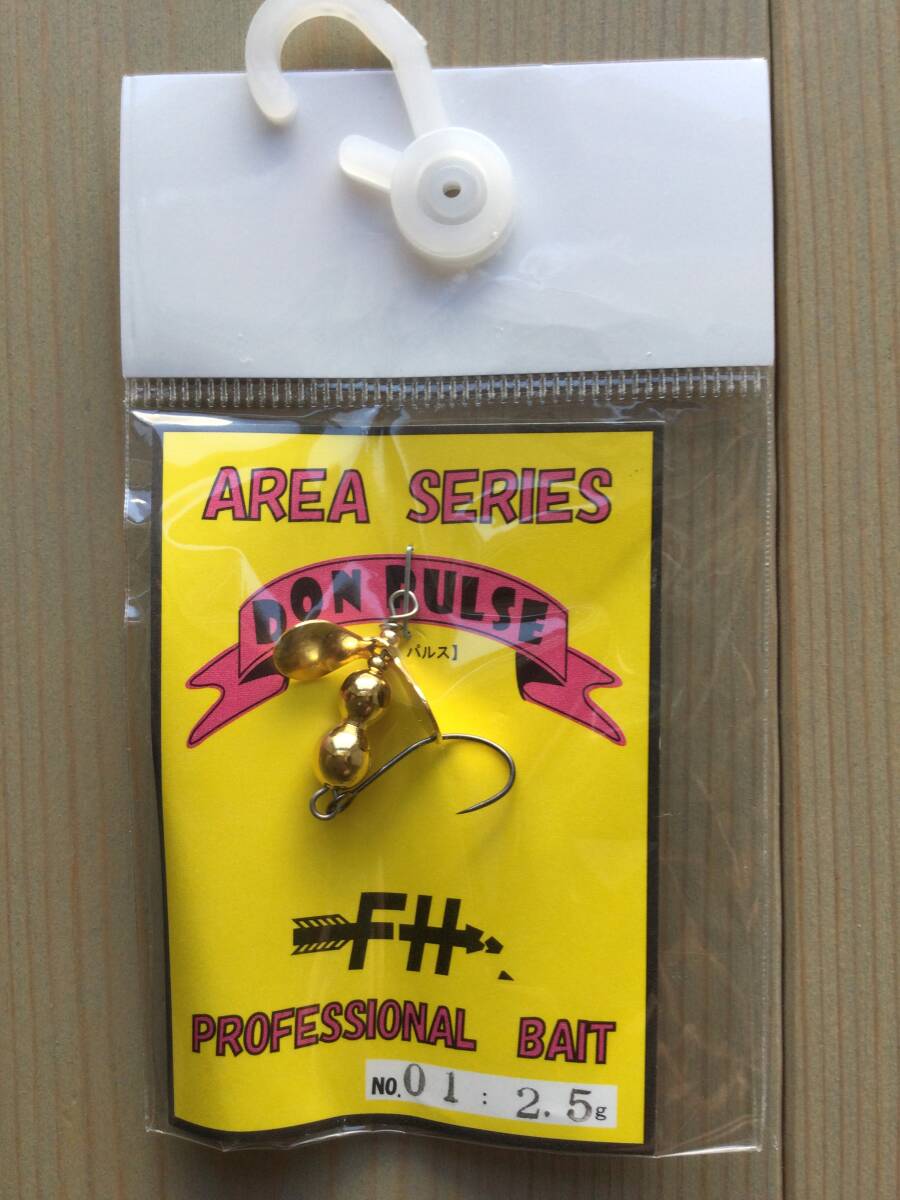 AREA SERIES
DON PULSE
パルス】
FH
PROFESSIONAL BAIT
NO.01:2.5g